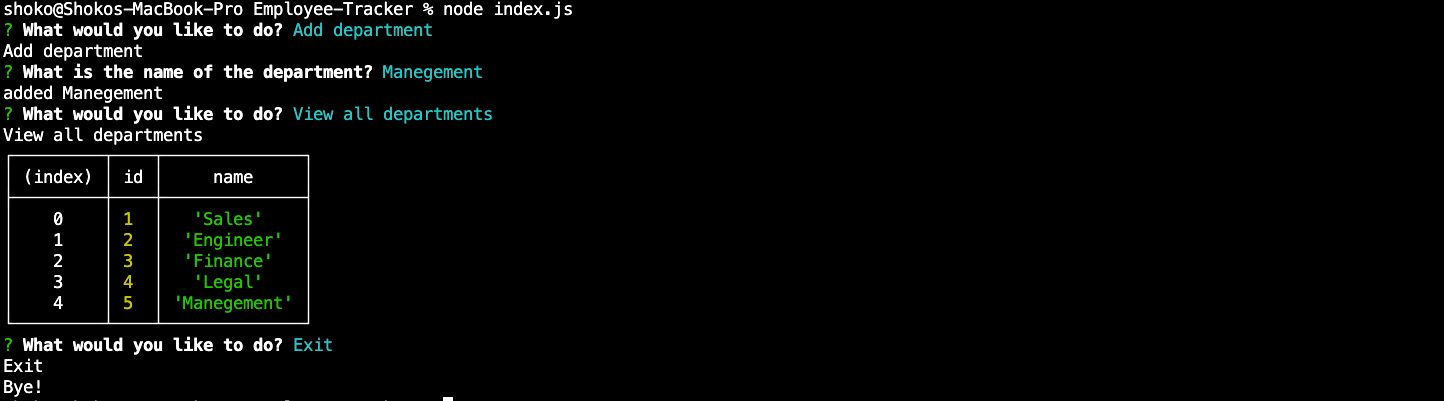 shoko@Shokos-MacBook-Pro Employee-Tracker % node index.js
? What would you like to do? Add department
Add department
? What is the name of the department? Manegement
added Manegement
? What would you like to do? View all departments
View all departments
(index) id name
0 1 'Sales'
1 2 'Engineer'
2 3 'Finance'
3 4 'Legal'
4 5 'Manegement'
? What would you like to do? Exit
Exit
Bye!